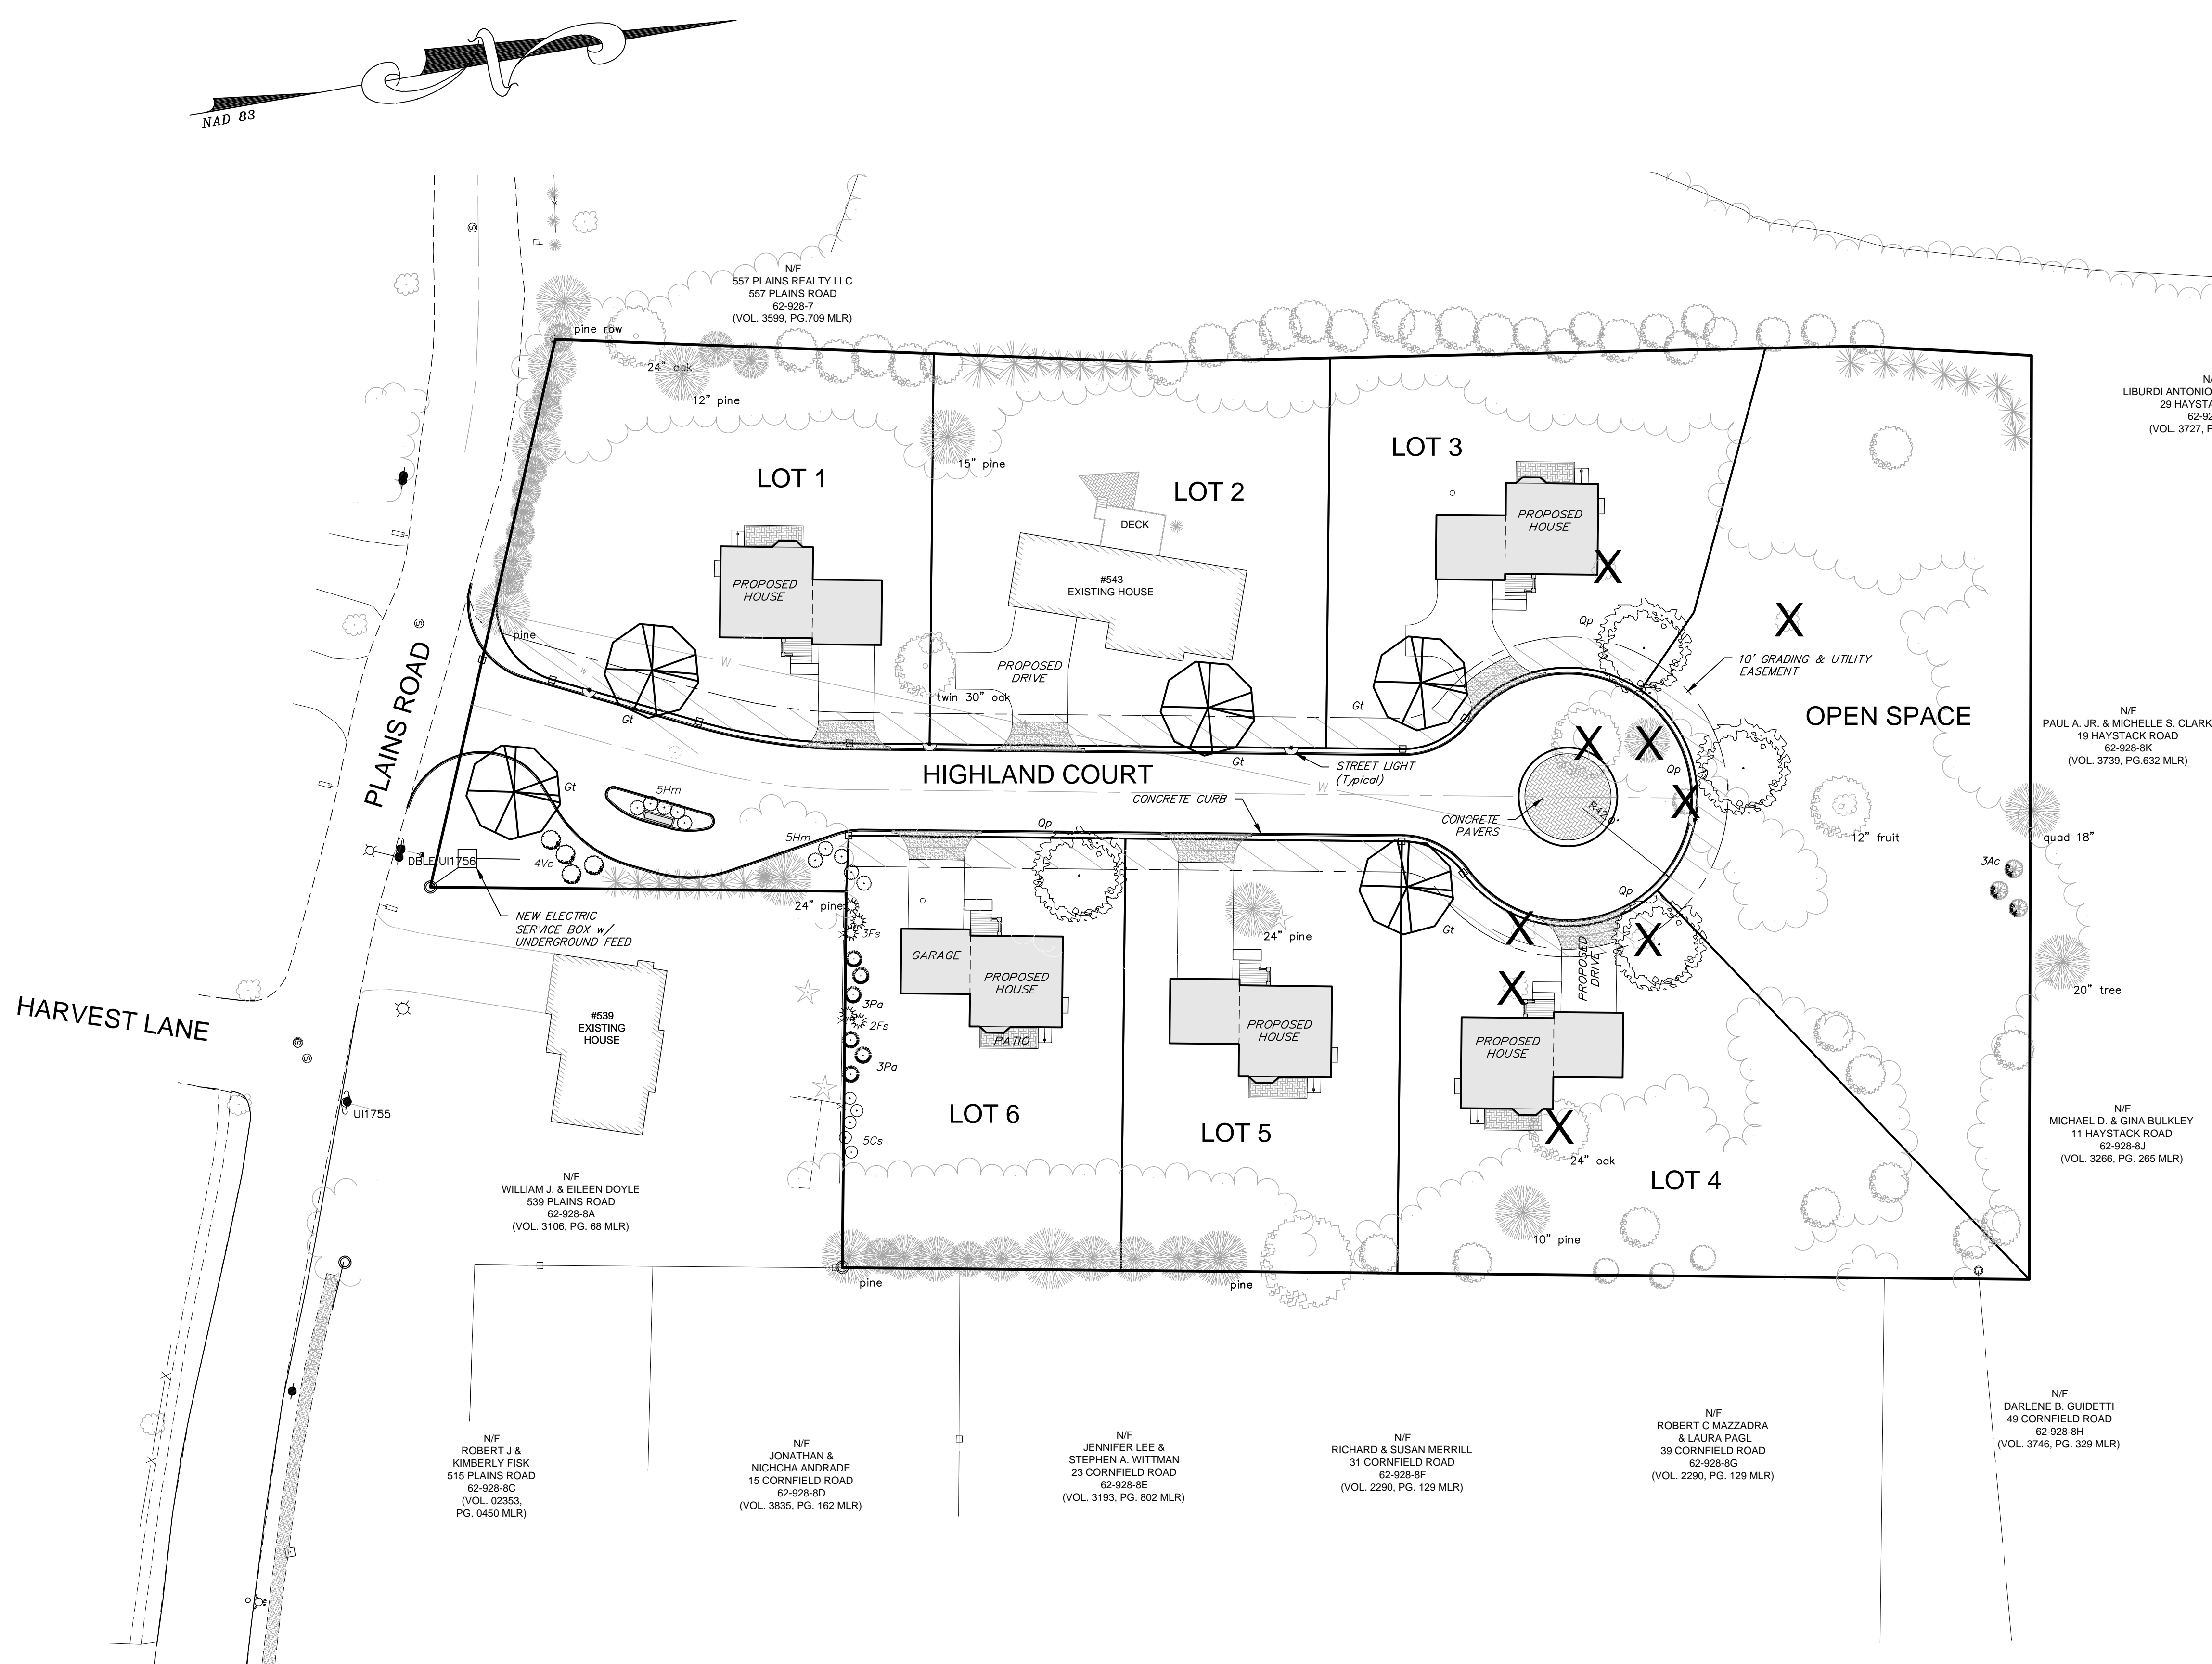 N
NAD 83
N/F
557 PLAINS REALTY LLC
557 PLAINS ROAD
62-928-7
(VOL. 3599, PG.709 MLR)
pine row
24" oak
12" pine
15" pine
LOT 1
LOT 2
LOT 3
DECK
PROPOSED
HOUSE
#543
EXISTING HOUSE
PROPOSED
HOUSE
X
X
Qp
10' GRADING & UTILITY
EASEMENT
pine
W
W
PROPOSED
DRIVE
twin 30" oak
Gt
Gt
Gt
OPEN SPACE
PLAINS ROAD
HIGHLAND COURT
STREET LIGHT
(Typical)
CONCRETE CURB
W
CONCRETE
PAVERS
R42.0'
X
X
X
Qp
12" fruit
quad 18"
3Ac
20" tree
Gt
5Hm
5Hm
4Vc
Qp
DBLE UI1756
NEW ELECTRIC
SERVICE BOX w/
UNDERGROUND FEED
24" pine
3Fs
3Pa
2Fs
3Pa
5Cs
GARAGE
PROPOSED
HOUSE
PATIO
24" pine
PROPOSED
HOUSE
Gt
Qp
X
X
X
PROPOSED
DRIVE
PROPOSED
HOUSE
X
24" oak
10" pine
LOT 6
LOT 5
LOT 4
HARVEST LANE
#539
EXISTING
HOUSE
UI1755
S
S
S
S
pine
pine
X
X
N/F
WILLIAM J. & EILEEN DOYLE
539 PLAINS ROAD
62-928-8A
(VOL. 3106, PG. 68 MLR)
LIBURDI ANTONIO
(VOL. 3727,
N/F
PAUL A. JR. & MICHELLE S. CLARK
19 HAYSTACK ROAD
62-928-8K
(VOL. 3739, PG.632 MLR)
N/F
MICHAEL D. & GINA BULKLEY
11 HAYSTACK ROAD
62-928-8J
(VOL. 3266, PG. 265 MLR)
N/F
ROBERT J &
KIMBERLY FISK
515 PLAINS ROAD
62-928-8C
(VOL. 02353,
PG. 0450 MLR)
N/F
JONATHAN &
NICHCHA ANDRADE
15 CORNFIELD ROAD
62-928-8D
(VOL. 3835, PG. 162 MLR)
N/F
JENNIFER LEE &
STEPHEN A. WITTMAN
23 CORNFIELD ROAD
62-928-8E
(VOL. 3193, PG. 802 MLR)
N/F
RICHARD & SUSAN MERRILL
31 CORNFIELD ROAD
62-928-8F
(VOL. 2290, PG. 129 MLR)
N/F
ROBERT C MAZZADRA
& LAURA PAGL
39 CORNFIELD ROAD
62-928-8G
(VOL. 2290, PG. 129 MLR)
N/F
DARLENE B. GUIDETTI
49 CORNFIELD ROAD
62-928-8H
(VOL. 3746, PG. 329 MLR)